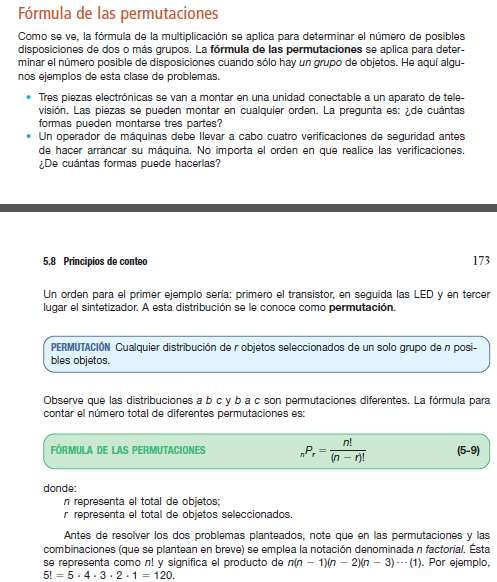 Fórmula de las permutaciones
Como se ve, la fórmula de la multiplicación se aplica para determinar el número de posibles
disposiciones de dos o más grupos. La fórmula de las permutaciones se aplica para deter-
minar el número posible de disposiciones cuando sólo hay un grupo de objetos. He aquí algu-
nos ejemplos de esta clase de problemas.
• Tres piezas electrónicas se van a montar en una unidad conectable a un aparato de tele-
visión. Las piezas se pueden montar en cualquier orden. La pregunta es: ¿de cuántas
formas pueden montarse tres partes?
• Un operador de máquinas debe llevar a cabo cuatro verificaciones de seguridad antes
de hacer arrancar su máquina. No importa el orden en que realice las verificaciones.
¿De cuántas formas puede hacerlas?
5.8 Principios de conteo 173
Un orden para el primer ejemplo sería: primero el transistor, en seguida las LED y en tercer
lugar el sintetizador. A esta distribución se le conoce como permutación.
PERMUTACIÓN Cualquier distribución de r objetos seleccionados de un solo grupo de n posi-
bles objetos.
Observe que las distribuciones a b c y b a c son permutaciones diferentes. La fórmula para
contar el número total de diferentes permutaciones es:
FÓRMULA DE LAS PERMUTACIONES nPr = n! / (n − r)! (5-9)
donde:
n representa el total de objetos;
r representa el total de objetos seleccionados.
Antes de resolver los dos problemas planteados, note que en las permutaciones y las
combinaciones (que se plantean en breve) se emplea la notación denominada n factorial. Ésta
se representa como n! y significa el producto de n(n − 1)(n − 2)(n − 3) ··· (1). Por ejemplo,
5! = 5 · 4 · 3 · 2 · 1 = 120.